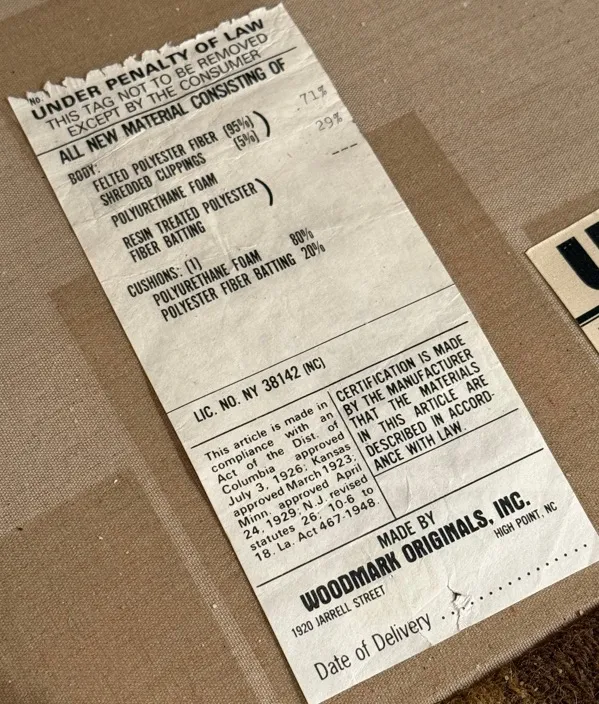 No.
UNDER PENALTY OF LAW
THIS TAG NOT TO BE REMOVED
EXCEPT BY THE CONSUMER
ALL NEW MATERIAL CONSISTING OF
BODY:
FELTED POLYESTER FIBER (95%) ) .71%
SHREDDED CLIPPINGS (5%)
POLYURETHANE FOAM 29%
RESIN TREATED POLYESTER ) ---
FIBER BATTING
CUSHIONS: (1)
POLYURETHANE FOAM 80%
POLYESTER FIBER BATTING 20%
LIC. NO. NY 38142 (NC)
This article is made in
compliance with an
Act of the Dist. of
Columbia approved
July 3, 1926; Kansas
approved March 1923;
Minn. approved April
24, 1929; N.J. revised
statutes 26; 10-6 to
18. La. Act 467-1948.
CERTIFICATION IS MADE
BY THE MANUFACTURER
THAT THE MATERIALS
IN THIS ARTICLE ARE
DESCRIBED IN ACCORD-
ANCE WITH LAW.
MADE BY
WOODMARK ORIGINALS, INC.
1920 JARRELL STREET HIGH POINT, NC
Date of Delivery ....................